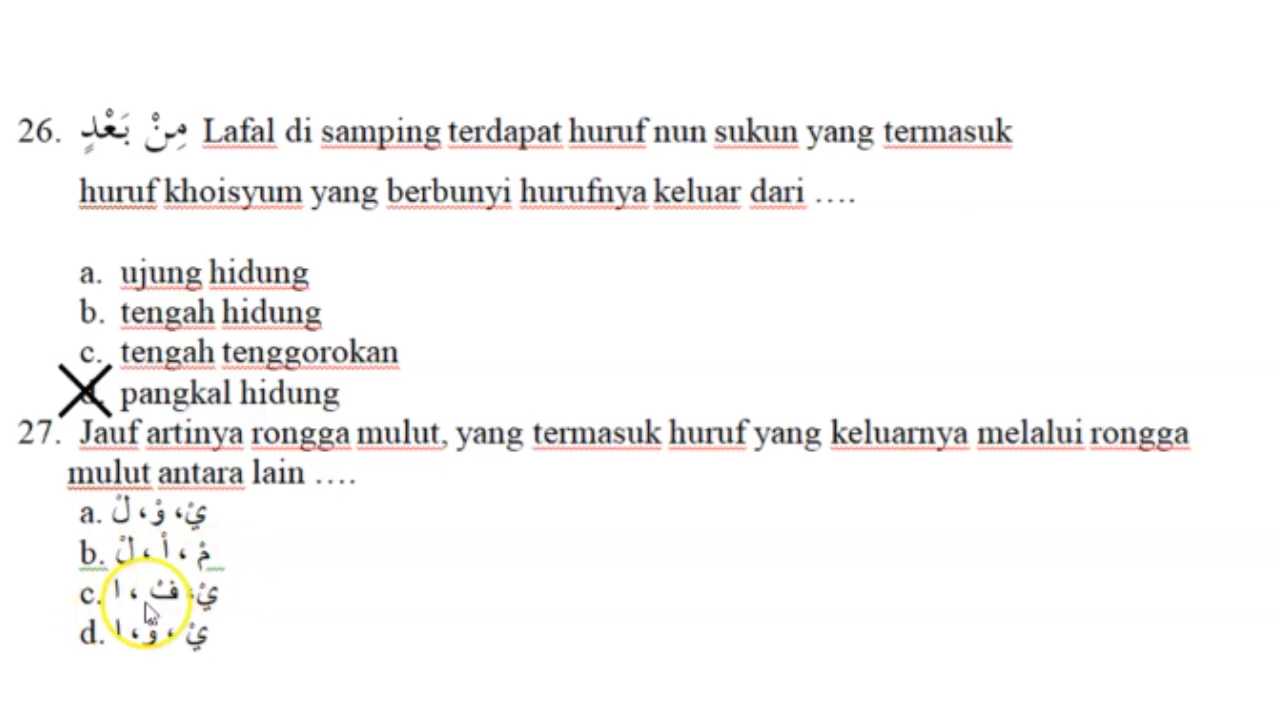 26. مِنْ بَعْدٍ Lafal di samping terdapat huruf nun sukun yang termasuk
huruf khoisyum yang berbunyi hurufnya keluar dari ….
a. ujung hidung
b. tengah hidung
c. tengah tenggorokan
pangkal hidung
27. Jauf artinya rongga mulut, yang termasuk huruf yang keluarnya melalui rongga
mulut antara lain ….
a. يْ، وْ، لْ
b. مْ، أْ، لْ
c. يْ، فْ، ا
d. يْ، وْ، ا